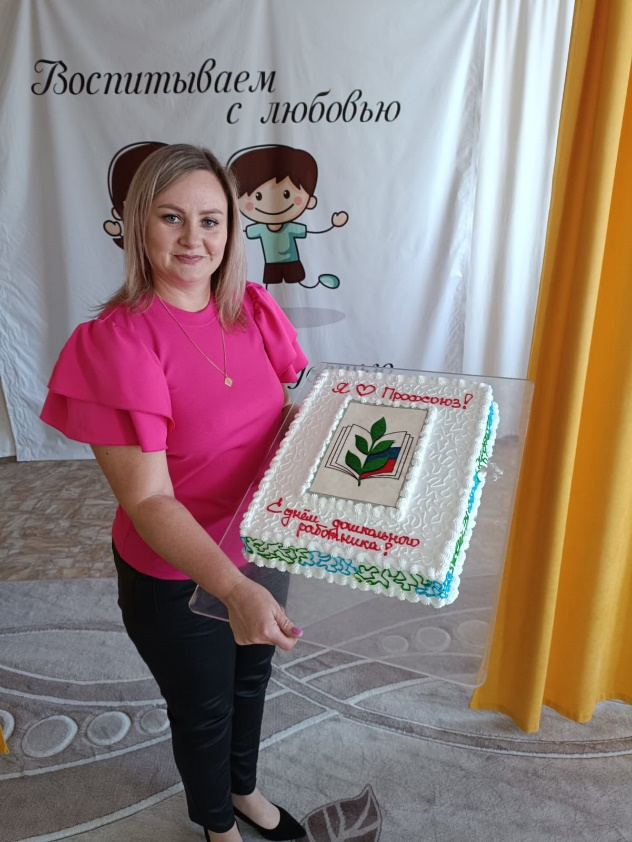 Воспитываем
с любовью
Я ♡ Профсоюз!
С днём дошкольного
работника!